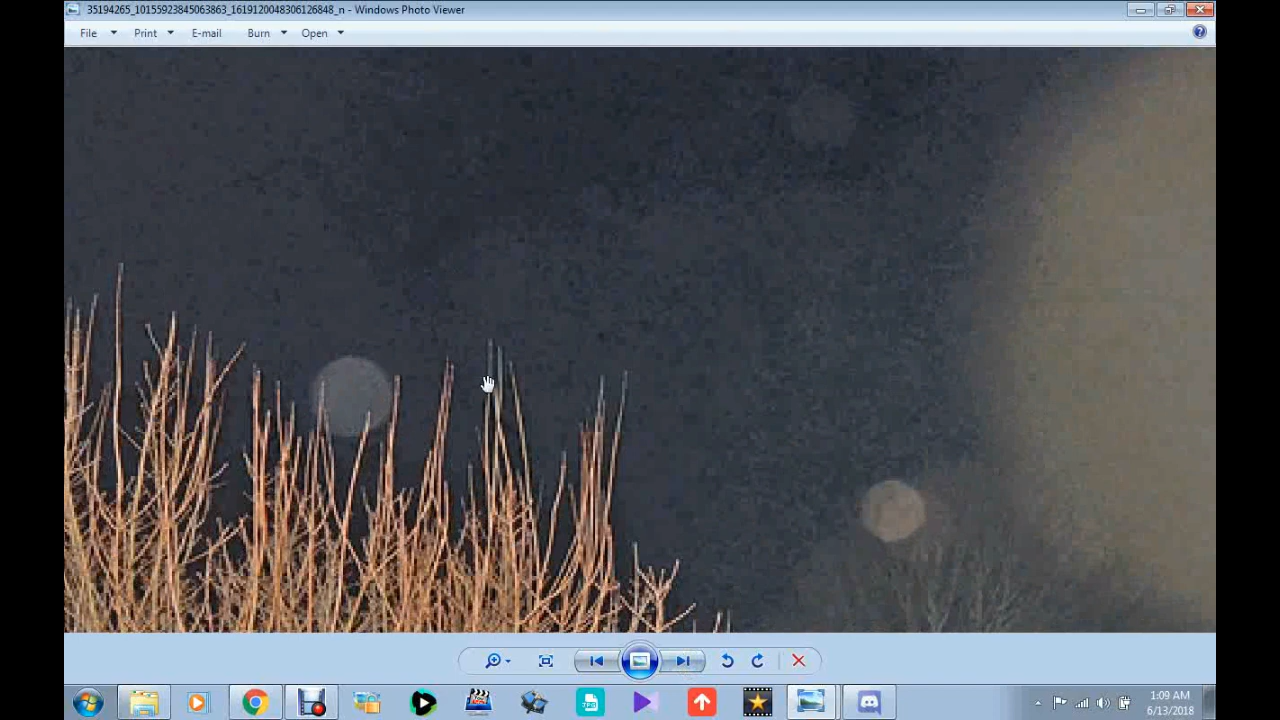 35194265_10155923845063863_1619120048306126848_n - Windows Photo Viewer
File Print E-mail Burn Open
1:09 AM
6/13/2018